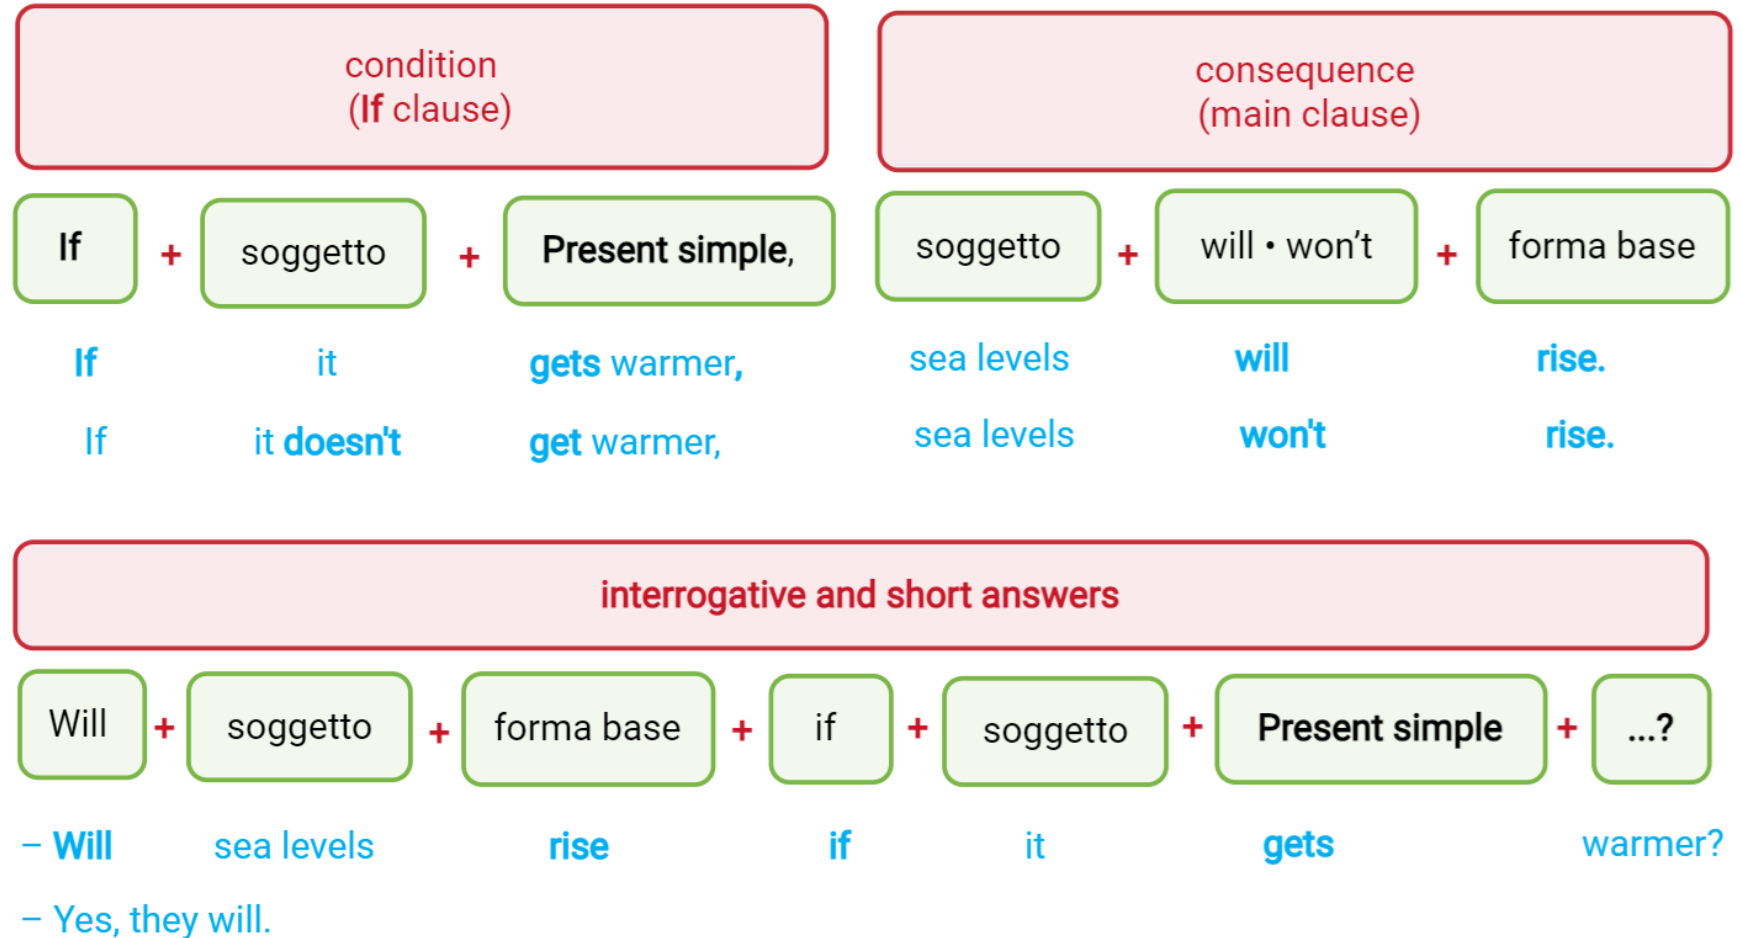 condition
(If clause)
consequence
(main clause)
If + soggetto + Present simple, soggetto + will • won't + forma base
If it gets warmer, sea levels will rise.
If it doesn't get warmer, sea levels won't rise.
interrogative and short answers
Will + soggetto + forma base + if + soggetto + Present simple + ...?
– Will sea levels rise if it gets warmer?
– Yes, they will.